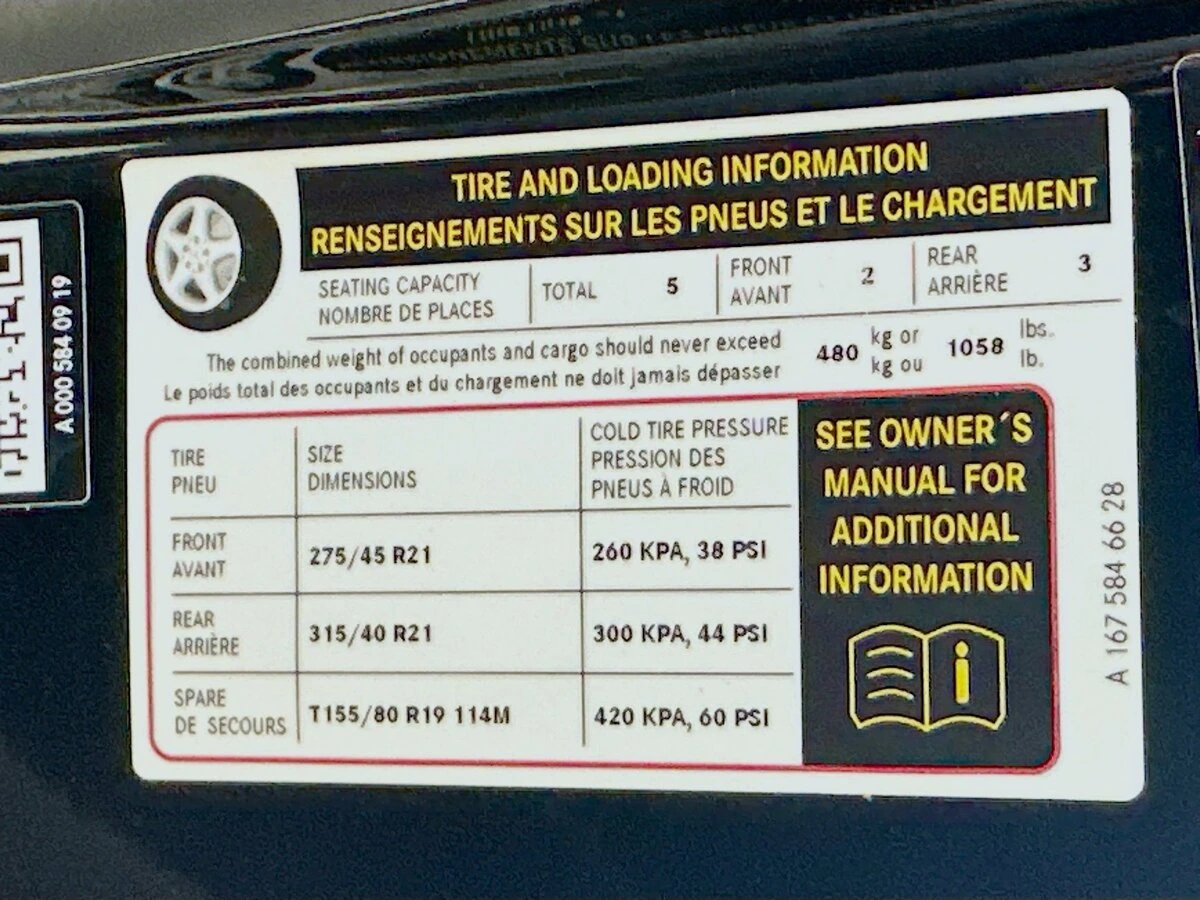 TIRE AND LOADING INFORMATION
RENSEIGNEMENTS SUR LES PNEUS ET LE CHARGEMENT
SEATING CAPACITY
NOMBRE DE PLACES
TOTAL 5
FRONT
AVANT
2
REAR
ARRIÈRE
3
The combined weight of occupants and cargo should never exceed
Le poids total des occupants et du chargement ne doit jamais dépasser
480
kg or
kg ou
1058
lbs.
lb.
TIRE
PNEU
SIZE
DIMENSIONS
COLD TIRE PRESSURE
PRESSION DES
PNEUS À FROID
FRONT
AVANT
275/45 R21
260 KPA, 38 PSI
REAR
ARRIÈRE
315/40 R21
300 KPA, 44 PSI
SPARE
DE SECOURS
T155/80 R19 114M
420 KPA, 60 PSI
SEE OWNER´S
MANUAL FOR
ADDITIONAL
INFORMATION
A 167 584 66 28
A 000 584 09 19